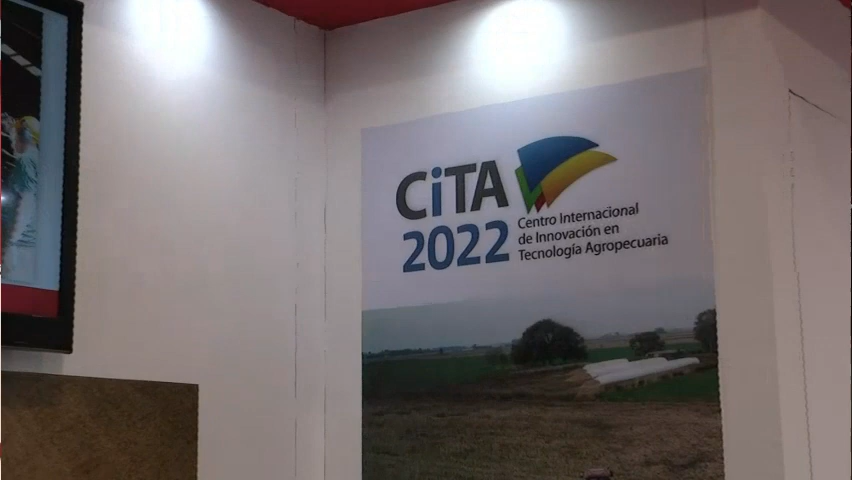 CiTA
2022
Centro Internacional
de Innovación en
Tecnología Agropecuaria